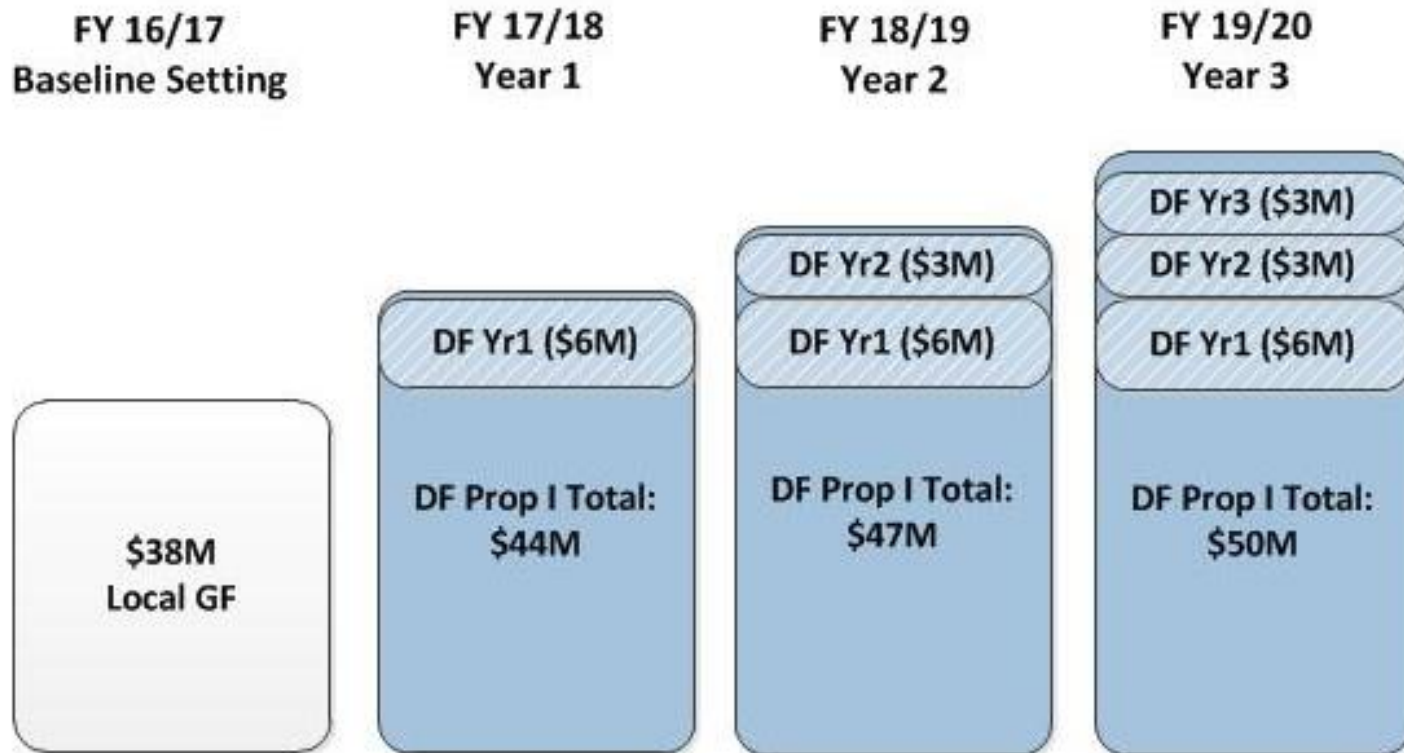 FY 16/17
Baseline Setting
FY 17/18
Year 1
FY 18/19
Year 2
FY 19/20
Year 3
$38M
Local GF
DF Yr1 ($6M)
DF Prop I Total:
$44M
DF Yr2 ($3M)
DF Yr1 ($6M)
DF Prop I Total:
$47M
DF Yr3 ($3M)
DF Yr2 ($3M)
DF Yr1 ($6M)
DF Prop I Total:
$50M